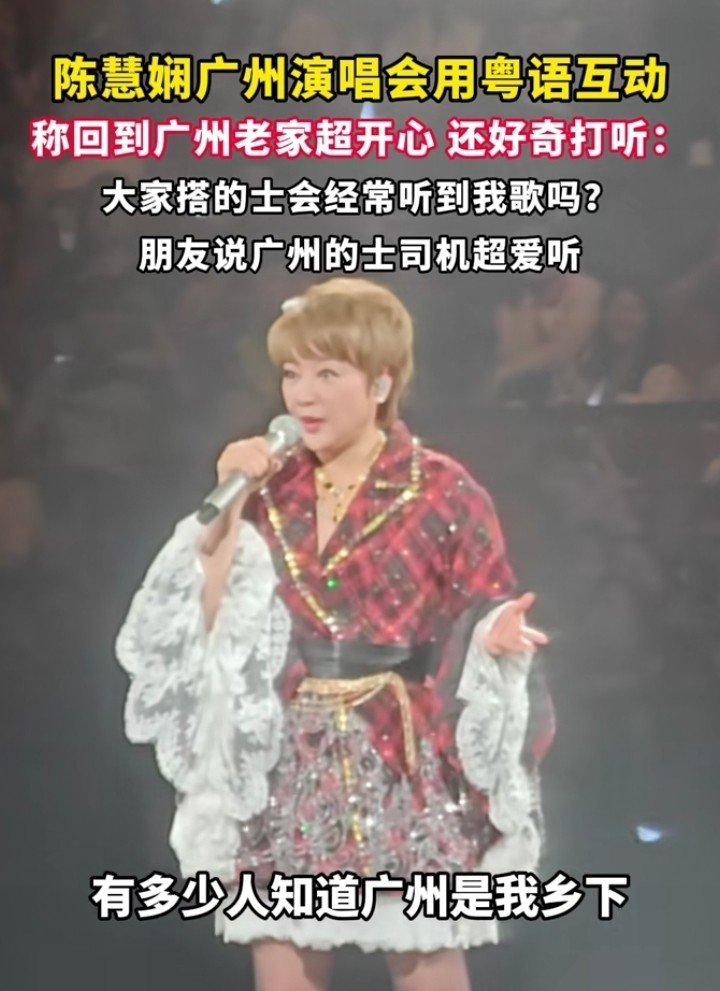 陈慧娴广州演唱会用粤语互动
称回到广州老家超开心 还好奇打听：
大家搭的士会经常听到我歌吗？
朋友说广州的士司机超爱听
有多少人知道广州是我乡下